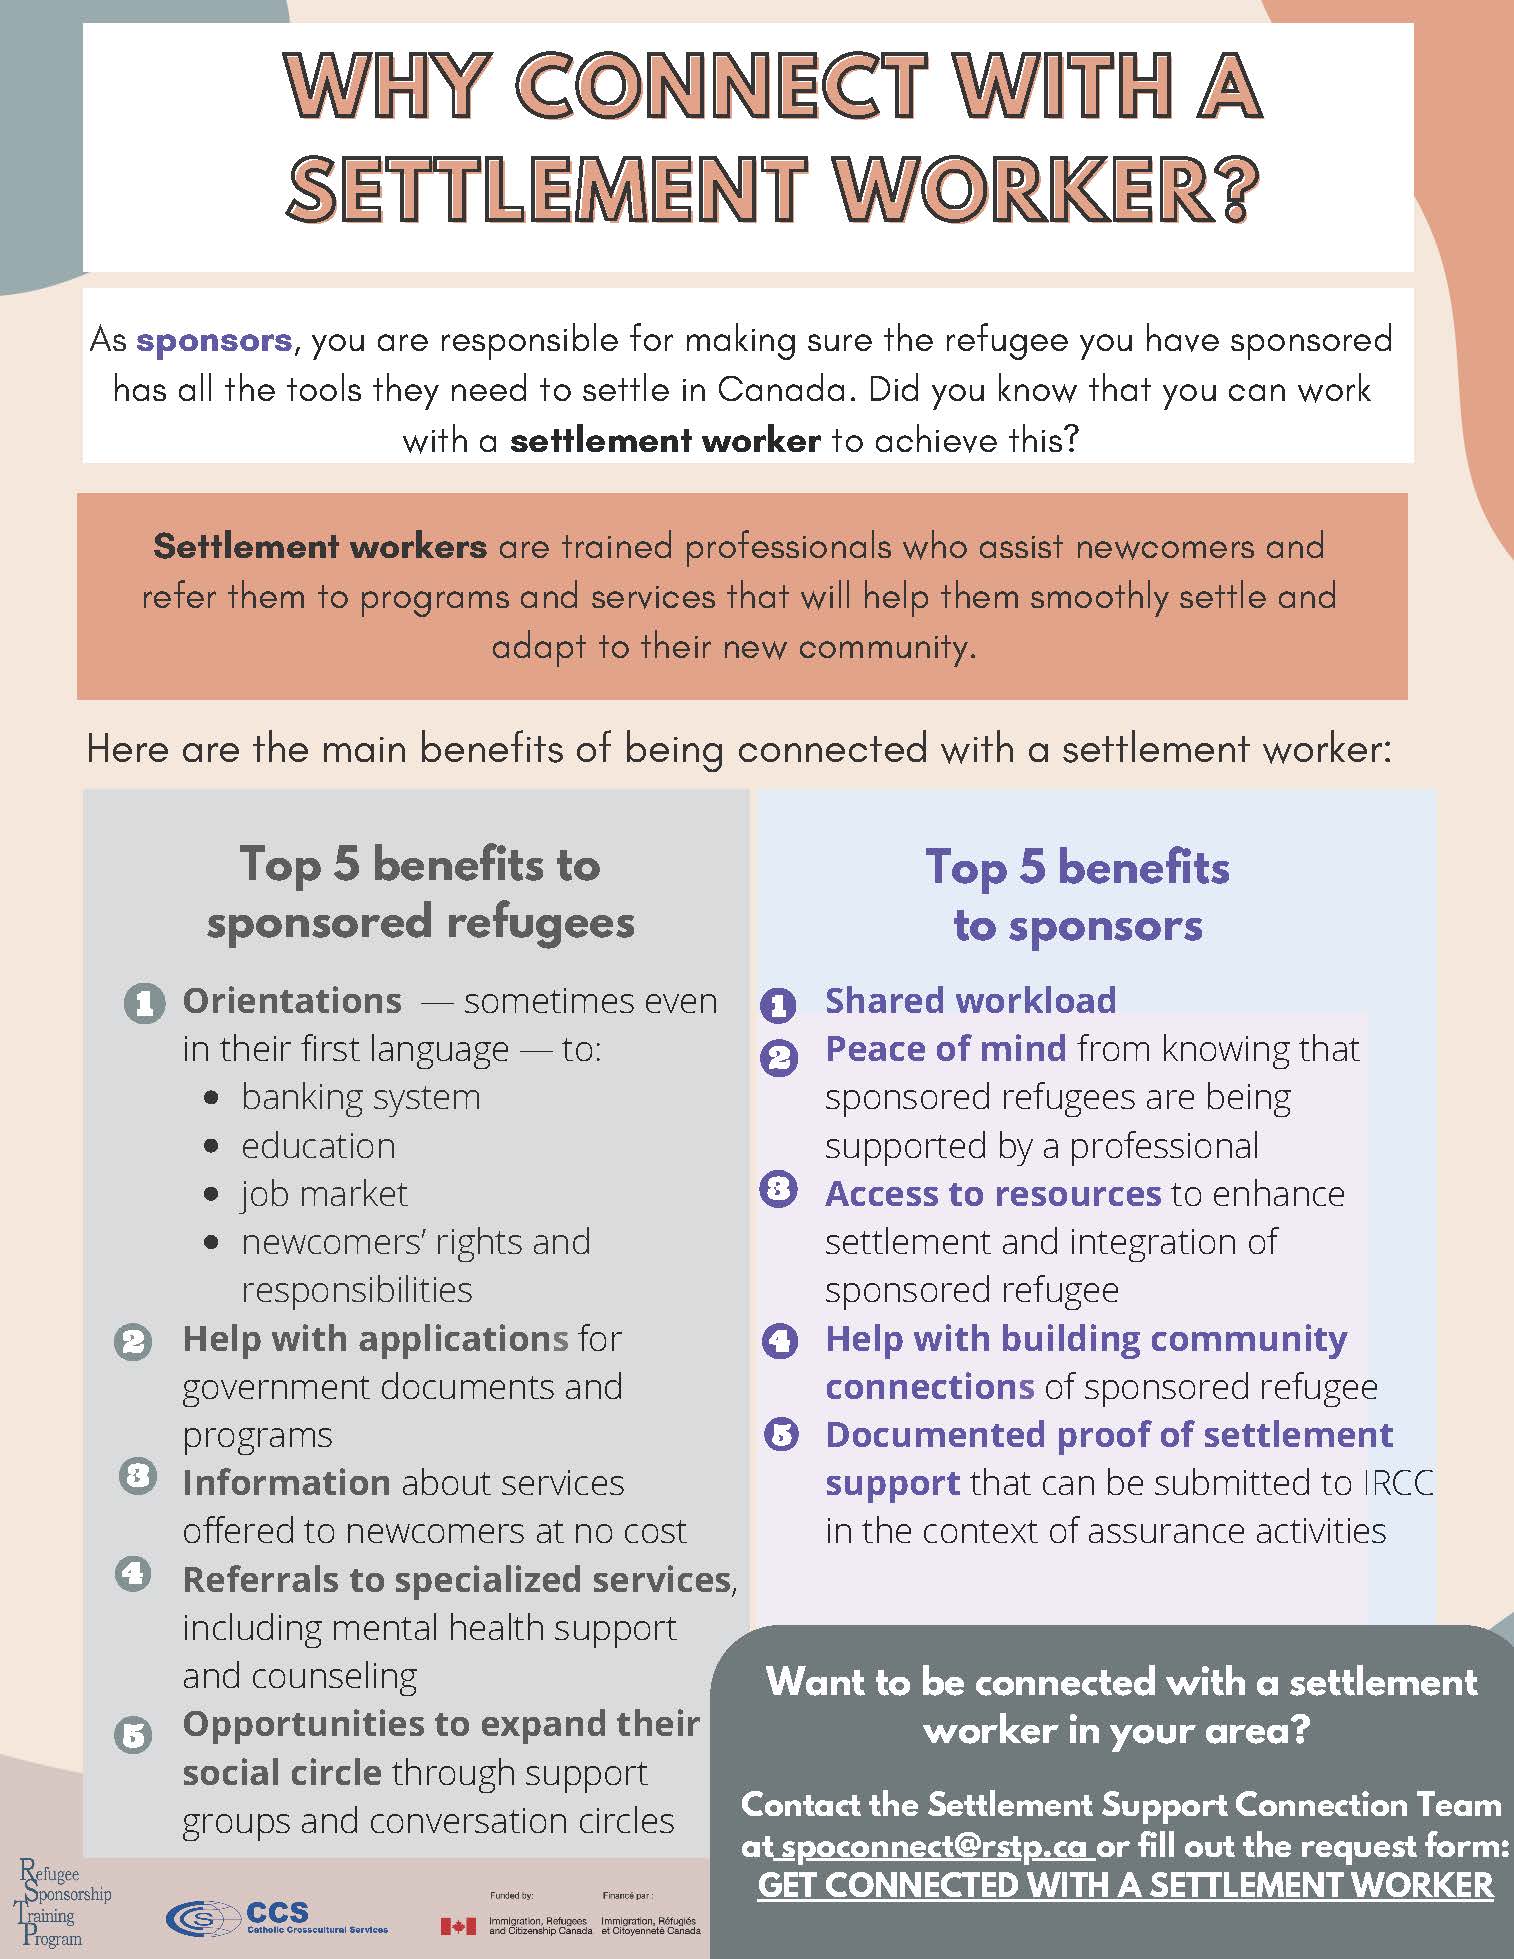 WHY CONNECT WITH A
SETTLEMENT WORKER?
As sponsors, you are responsible for making sure the refugee you have sponsored
has all the tools they need to settle in Canada. Did you know that you can work
with a settlement worker to achieve this?
Settlement workers are trained professionals who assist newcomers and
refer them to programs and services that will help them smoothly settle and
adapt to their new community.
Here are the main benefits of being connected with a settlement worker:
Top 5 benefits to
sponsored refugees
1 Orientations — sometimes even
in their first language — to:
• banking system
• education
• job market
• newcomers’ rights and
responsibilities
2 Help with applications for
government documents and
programs
3 Information about services
offered to newcomers at no cost
4 Referrals to specialized services,
including mental health support
and counseling
5 Opportunities to expand their
social circle through support
groups and conversation circles
Top 5 benefits
to sponsors
1 Shared workload
2 Peace of mind from knowing that
sponsored refugees are being
supported by a professional
3 Access to resources to enhance
settlement and integration of
sponsored refugee
4 Help with building community
connections of sponsored refugee
5 Documented proof of settlement
support that can be submitted to IRCC
in the context of assurance activities
Want to be connected with a settlement
worker in your area?
Contact the Settlement Support Connection Team
at spoconnect@rstp.ca or fill out the request form:
GET CONNECTED WITH A SETTLEMENT WORKER
Refugee
Sponsorship
Training
Program
CCS
CCS
Catholic Crosscultural Services
Funded by:
Immigration, Refugees
and Citizenship Canada
Financé par :
Immigration, Réfugiés
et Citoyenneté Canada